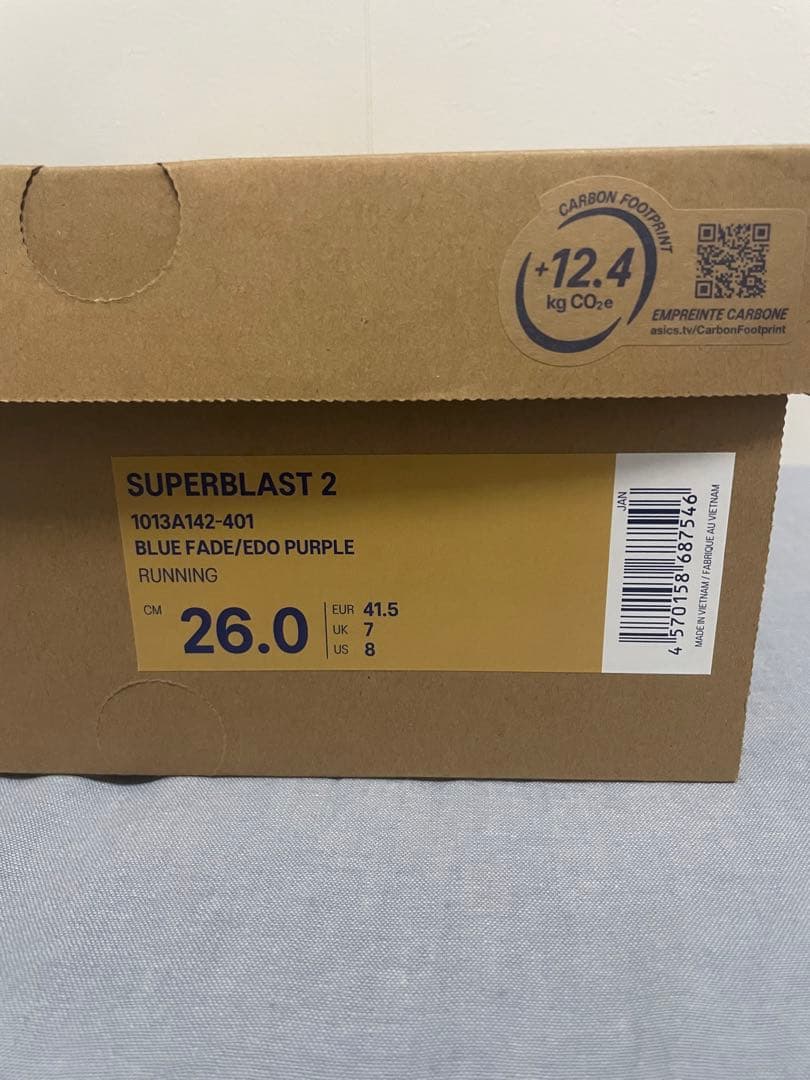 CARBON FOOTPRINT
+12.4
kg CO₂e
EMPREINTE CARBONE
asics.tv/CarbonFootprint
SUPERBLAST 2
1013A142-401
BLUE FADE/EDO PURPLE
RUNNING
CM 26.0
EUR 41.5
UK 7
US 8
JAN
4 570158 687546
MADE IN VIETNAM / FABRIQUE AU VIETNAM